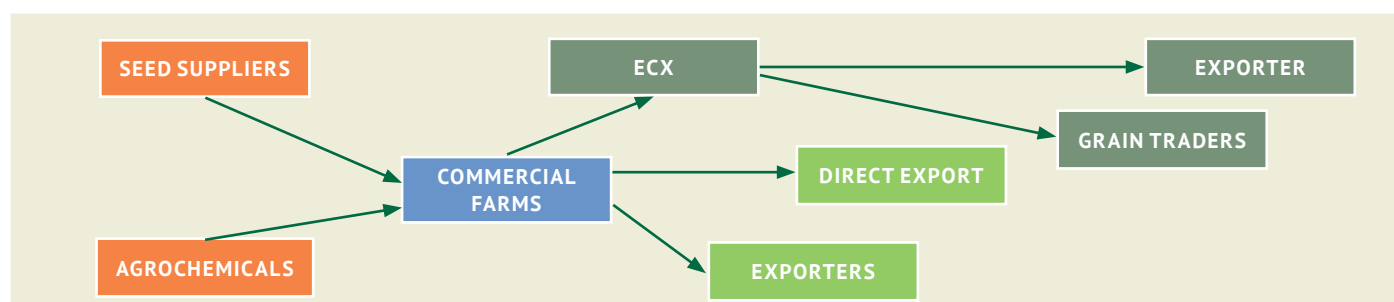 SEED SUPPLIERS
ECX
EXPORTER
GRAIN TRADERS
COMMERCIAL
FARMS
DIRECT EXPORT
AGROCHEMICALS
EXPORTERS